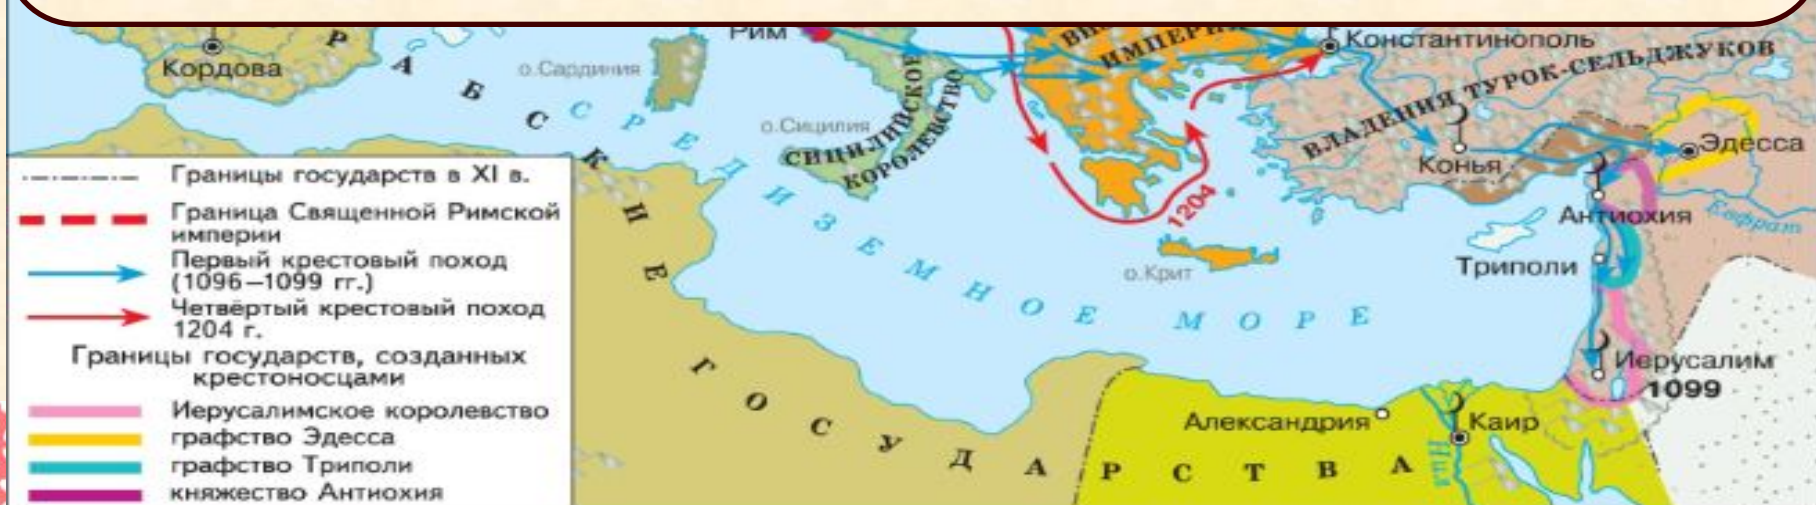 Рим
ИМПЕРИЯ
Константинополь
Кордова
о.Сардиния
ВЛАДЕНИЯ ТУРОК-СЕЛЬДЖУКОВ
АРАБСКИЕ ГОСУДАРСТВА
СРЕДИЗЕМНОЕ МОРЕ
о.Сицилия
СИЦИЛИЙСКОЕ
КОРОЛЕВСТВО
Конья
Эдесса
1204
Антиохия
Евфрат
о.Крит
Триполи
Иерусалим
1099
Александрия
Каир
Нил
Границы государств в XI в.
Граница Священной Римской
империи
Первый крестовый поход
(1096–1099 гг.)
Четвёртый крестовый поход
1204 г.
Границы государств, созданных
крестоносцами
Иерусалимское королевство
графство Эдесса
графство Триполи
княжество Антиохия